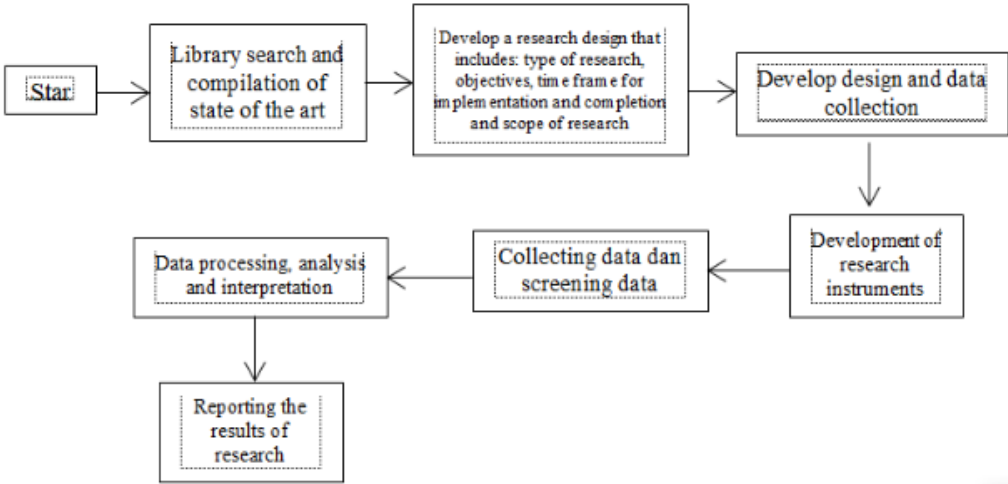 Star
Library search and
compilation of
state of the art
Develop a research design that
includes: type of research,
objectives, time frame for
implementation and completion
and scope of research
Develop design and data
collection
Development of
research
instruments
Collecting data dan
screening data
Data processing, analysis
and interpretation
Reporting the
results of
research